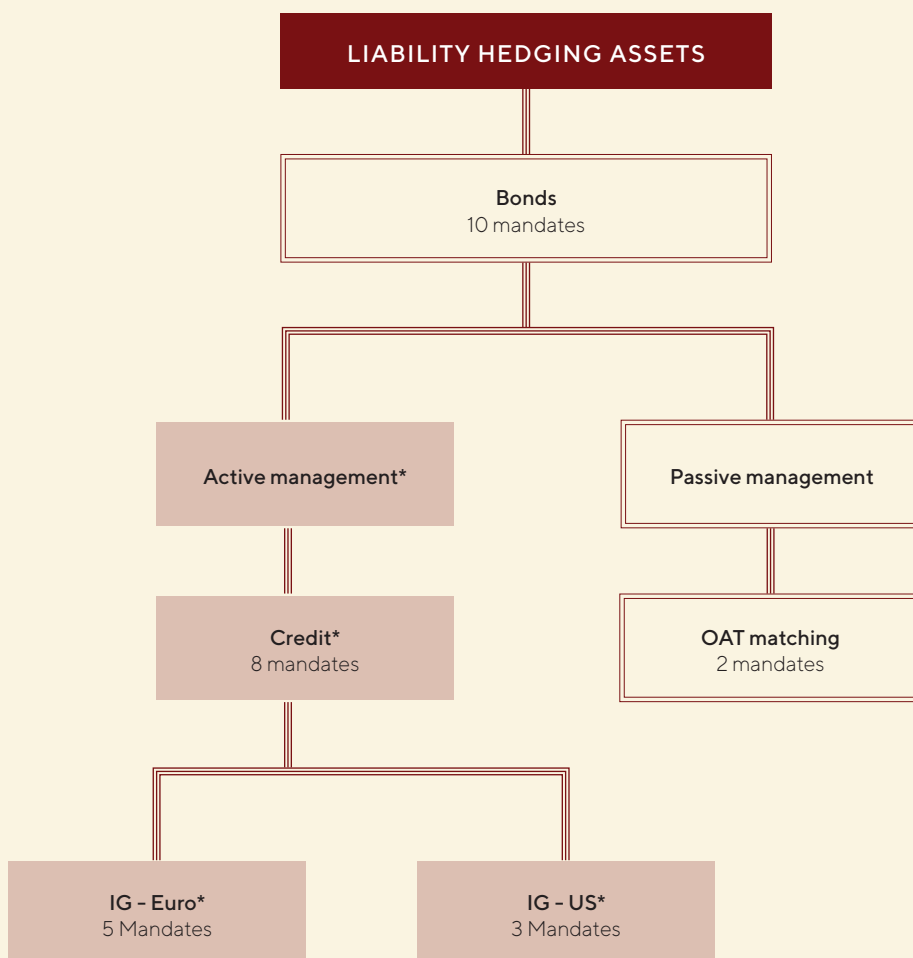 LIABILITY HEDGING ASSETS
Bonds
10 mandates
Active management*
Passive management
Credit*
8 mandates
OAT matching
2 mandates
IG - Euro*
5 Mandates
IG - US*
3 Mandates